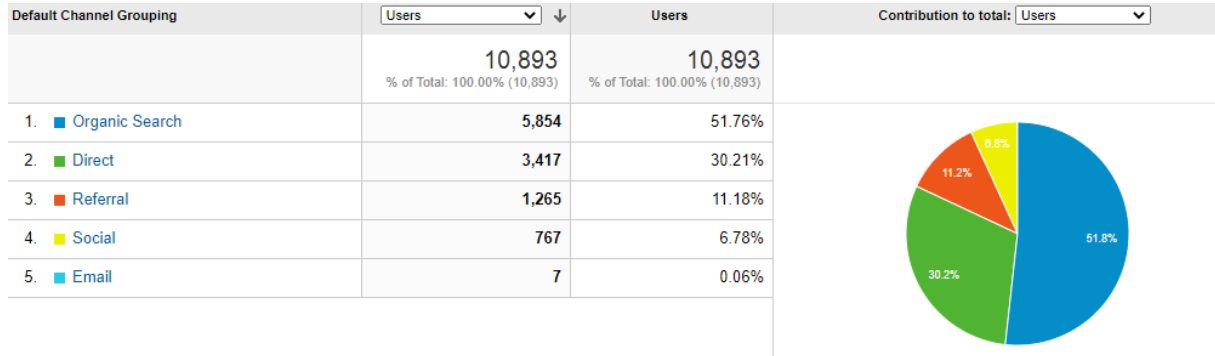 Default Channel Grouping Users Users Contribution to total: Users
10,893 10,893
% of Total: 100.00% (10,893) % of Total: 100.00% (10,893)
1. Organic Search 5,854 51.76%
2. Direct 3,417 30.21%
3. Referral 1,265 11.18%
4. Social 767 6.78%
5. Email 7 0.06%
6.8%
11.2%
51.8%
30.2%